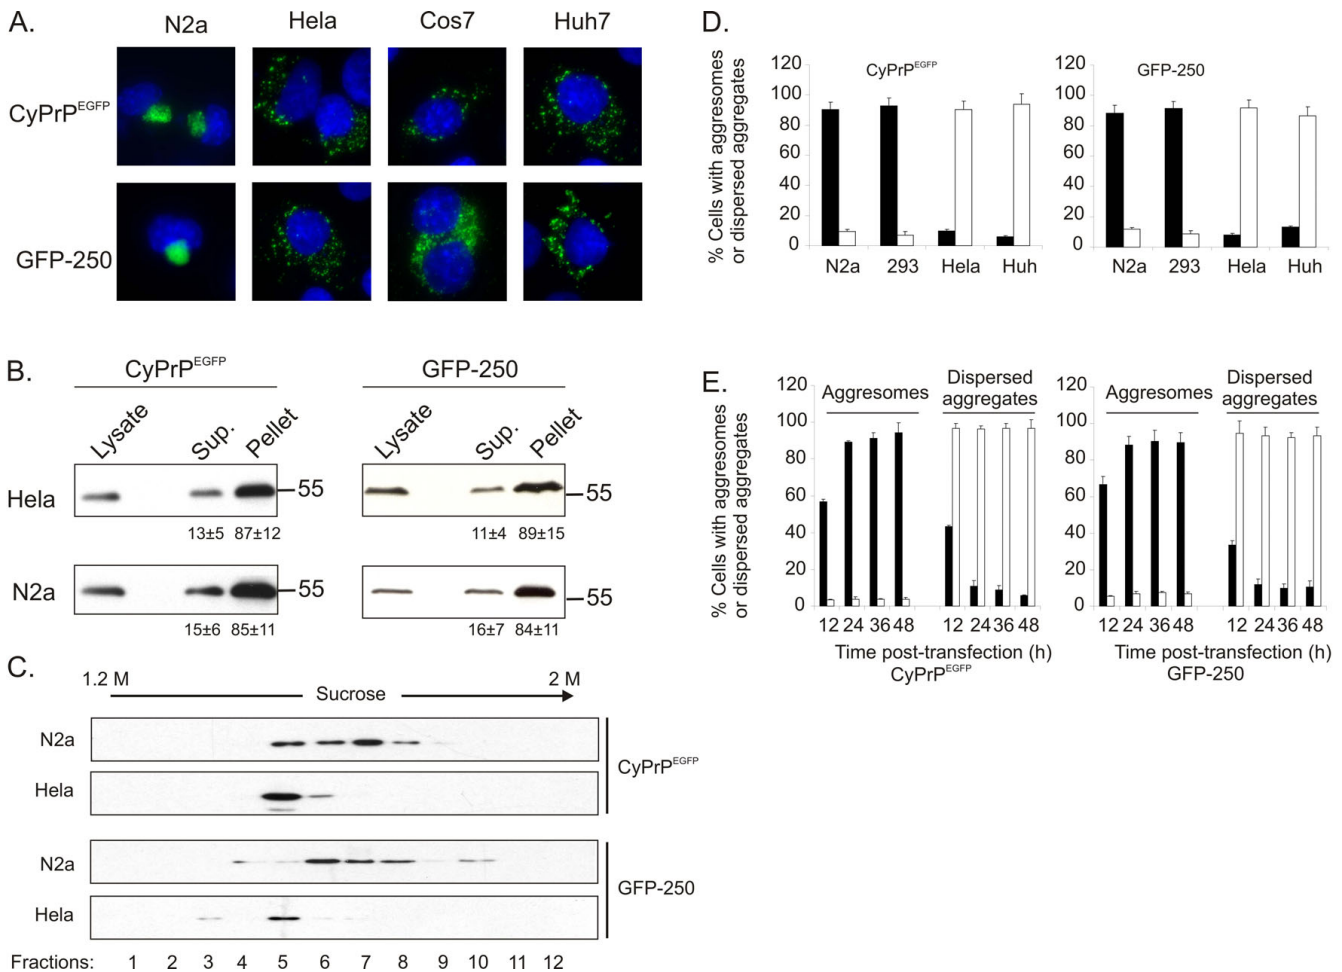 A.
N2a Hela Cos7 Huh7
CyPrP^EGFP
GFP-250
B.
CyPrP^EGFP GFP-250
Lysate Sup. Pellet Lysate Sup. Pellet
Hela 55 55
13±5 87±12 11±4 89±15
N2a 55 55
15±6 85±11 16±7 84±11
C.
1.2 M Sucrose 2 M
N2a
Hela
CyPrP^EGFP
N2a
Hela
GFP-250
Fractions: 1 2 3 4 5 6 7 8 9 10 11 12
D.
% Cells with aggresomes
or dispersed aggregates
CyPrP^EGFP GFP-250
120 120
100 100
80 80
60 60
40 40
20 20
0 0
N2a 293 Hela Huh N2a 293 Hela Huh
E.
% Cells with aggresomes
or dispersed aggregates
Aggresomes Dispersed aggregates Aggresomes Dispersed aggregates
120 120
100 100
80 80
60 60
40 40
20 20
0 0
12 24 36 48 12 24 36 48 12 24 36 48 12 24 36 48
Time post-transfection (h) Time post-transfection (h)
CyPrP^EGFP GFP-250